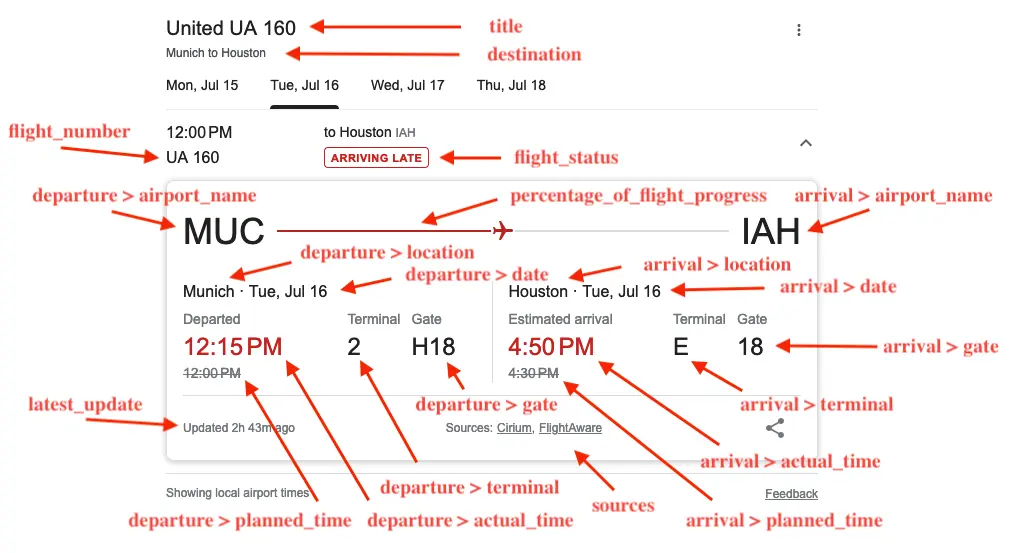 United UA 160 title
Munich to Houston destination
Mon, Jul 15 Tue, Jul 16 Wed, Jul 17 Thu, Jul 18
flight_number 12:00 PM to Houston IAH
UA 160 ARRIVING LATE flight_status
departure > airport_name percentage_of_flight_progress arrival > airport_name
MUC IAH
departure > location
departure > date arrival > location
Munich · Tue, Jul 16 Houston · Tue, Jul 16 arrival > date
Departed Terminal Gate Estimated arrival Terminal Gate
12:15 PM 2 H18 4:50 PM E 18 arrival > gate
12:00 PM 4:30 PM
latest_update departure > gate arrival > terminal
Updated 2h 43m ago Sources: Cirium, FlightAware
arrival > actual_time
departure > terminal
Showing local airport times sources Feedback
departure > planned_time departure > actual_time arrival > planned_time